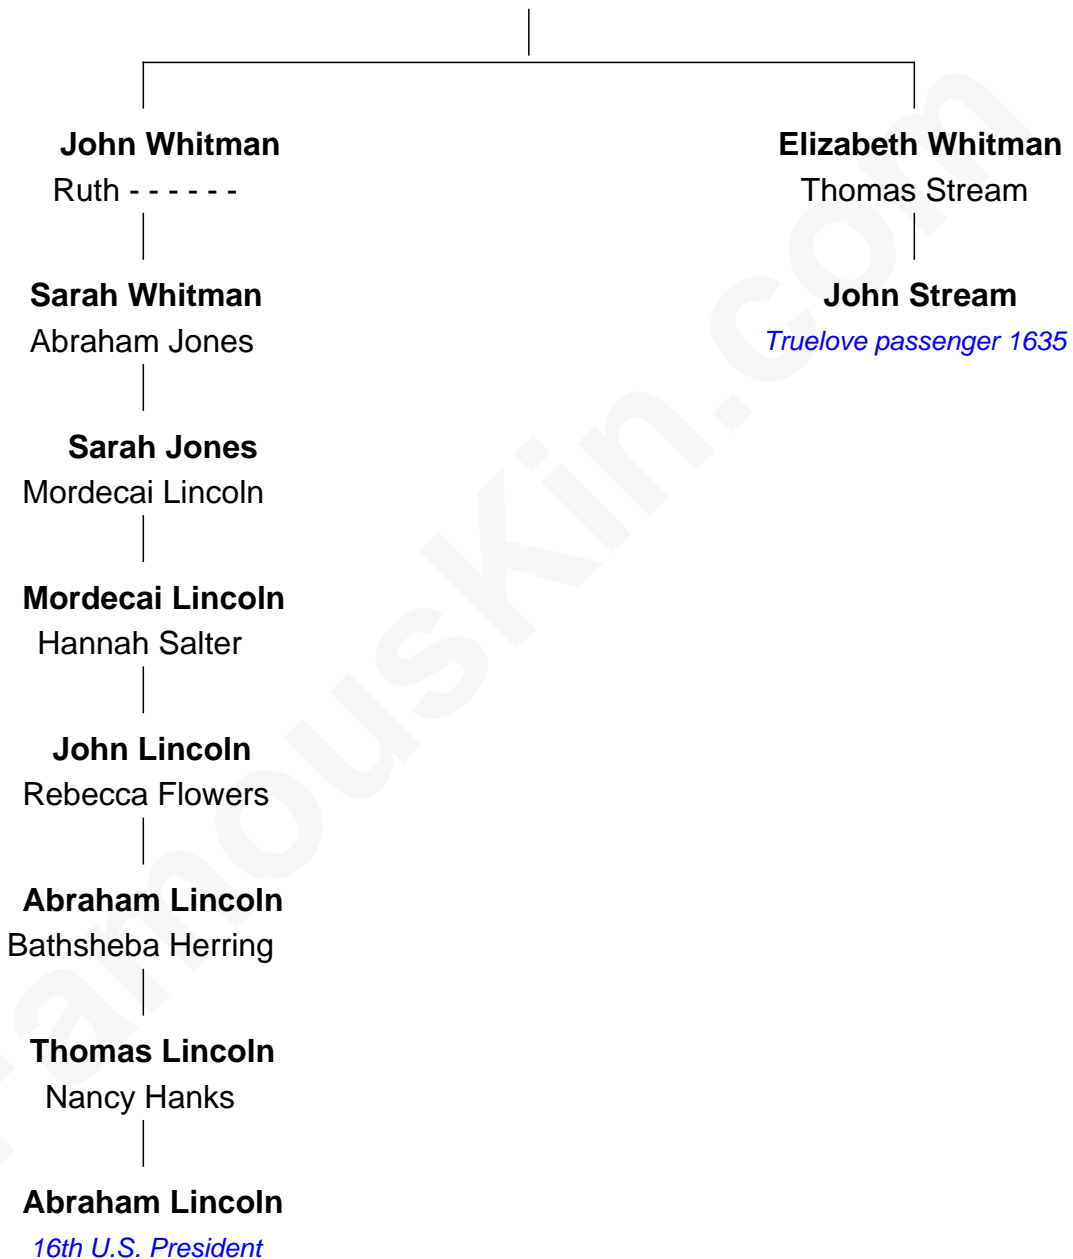 John Whitman
Ruth - - - - - -
Elizabeth Whitman
Thomas Stream
Sarah Whitman
Abraham Jones
John Stream
Truelove passenger 1635
Sarah Jones
Mordecai Lincoln
Mordecai Lincoln
Hannah Salter
John Lincoln
Rebecca Flowers
Abraham Lincoln
Bathsheba Herring
Thomas Lincoln
Nancy Hanks
Abraham Lincoln
16th U.S. President
FamousKin.com